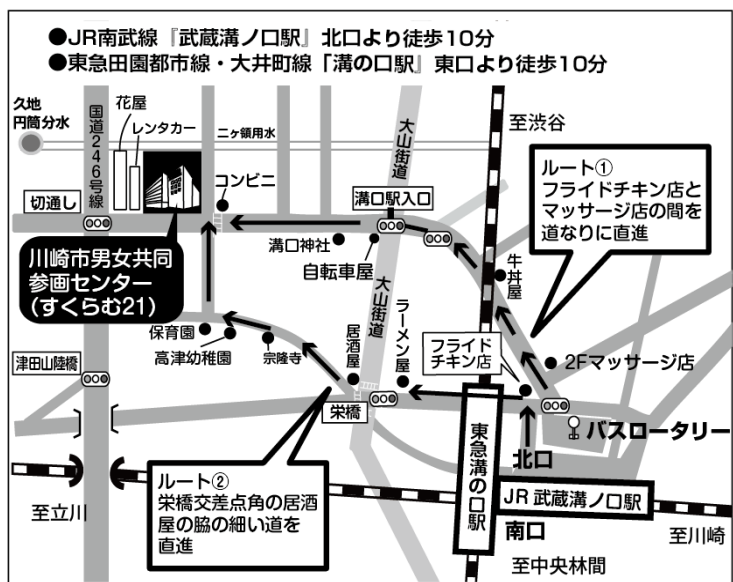 ●JR南武線『武蔵溝ノ口駅』北口より徒歩10分
●東急田園都市線・大井町線「溝の口駅」東口より徒歩10分
久地
円筒分水
国道246号線
花屋
レンタカー
二ヶ領用水
大山街道
至渋谷
コンビニ
切通し
溝口駅入口
ルート①
フライドチキン店と
マッサージ店の間を
道なりに直進
溝口神社
自転車屋
牛丼屋
川崎市男女共同
参画センター
(すくらむ21)
大山街道
ラーメン屋
居酒屋
保育園
高津幼稚園
宗隆寺
フライド
チキン店
2Fマッサージ店
津田山陸橋
栄橋
バスロータリー
北口
東急溝の口駅
ルート②
栄橋交差点角の居酒
屋の脇の細い道を
直進
JR 武蔵溝ノ口駅
至立川
南口
至川崎
至中央林間